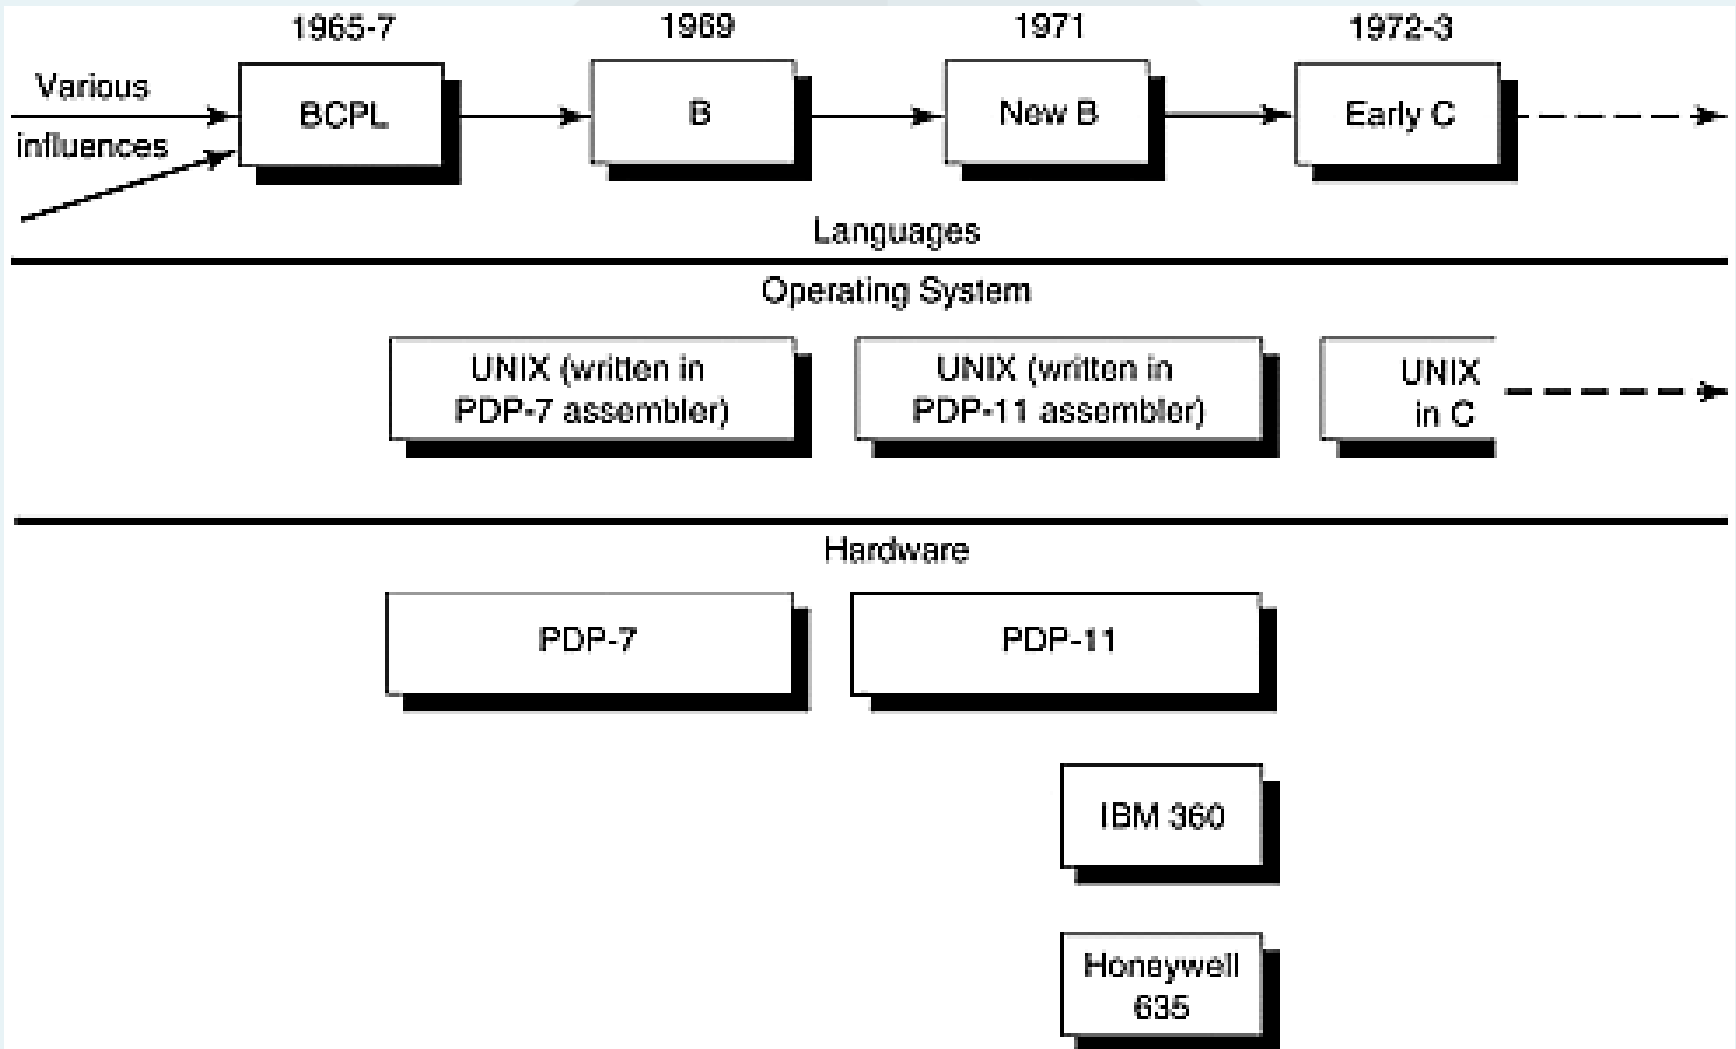 1965-7 1969 1971 1972-3
Various
influences
BCPL B New B Early C
Languages
Operating System
UNIX (written in
PDP-7 assembler)
UNIX (written in
PDP-11 assembler)
UNIX
in C
Hardware
PDP-7 PDP-11
IBM 360
Honeywell
635